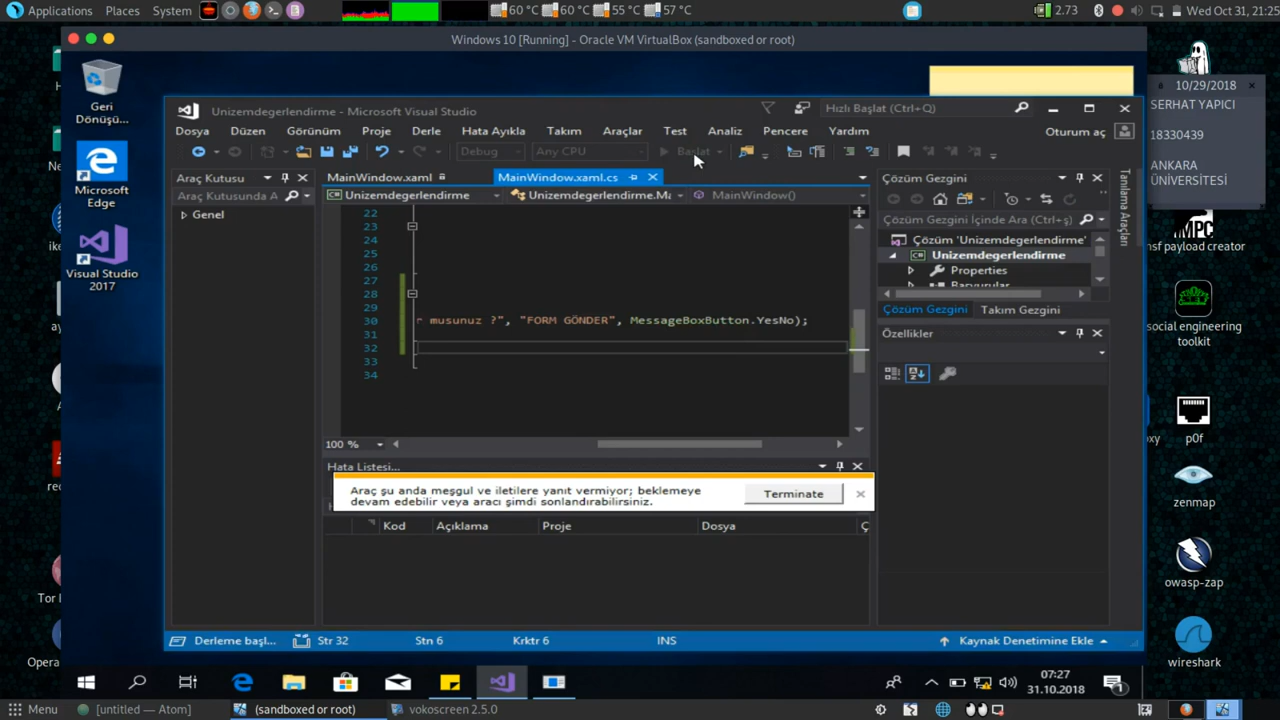 Applications Places System
60 °C 60 °C 55 °C 57 °C
2.73
Wed Oct 31, 21:25
Windows 10 [Running] - Oracle VM VirtualBox (sandboxed or root)
Geri
Dönüşü...
Microsoft
Edge
Visual Studio
2017
Unizemdegerlendirme - Microsoft Visual Studio
Hızlı Başlat (Ctrl+Q)
Dosya Düzen Görünüm Proje Derle Hata Ayıkla Takım Araçlar Test Analiz Pencere Yardım
Oturum aç
Debug Any CPU Başlat
Araç Kutusu
Araç Kutusunda A
Genel
MainWindow.xaml
MainWindow.xaml.cs
Unizemdegerlendirme
Unizemdegerlendirme.Ma
MainWindow()
22
23
24
25
26
27
28
29
30 r musunuz ?", "FORM GÖNDER", MessageBoxButton.YesNo);
31
32
33
34
100 %
Çözüm Gezgini
Çözüm Gezgini İçinde Ara (Ctrl+ş)
Çözüm 'Unizemdegerlendirme'
Unizemdegerlendirme
Properties
Başvurular
Çözüm Gezgini Takım Gezgini
Özellikler
Tanılama Araçları
Hata Listesi...
Araç şu anda meşgul ve iletilere yanıt vermiyor; beklemeye
devam edebilir veya aracı şimdi sonlandırabilirsiniz.
Terminate
Kod Açıklama Proje Dosya Ç
Derleme başl...
Str 32 Stn 6 Krktr 6 INS
Kaynak Denetimine Ekle
07:27
31.10.2018
1
10/29/2018
SERHAT YAPICI
18330439
ANKARA
ÜNİVERSİTESİ
msf payload creator
social engineering
toolkit
p0f
zenmap
owasp-zap
wireshark
Tor
Opera
Menu
[untitled — Atom]
(sandboxed or root)
vokoscreen 2.5.0